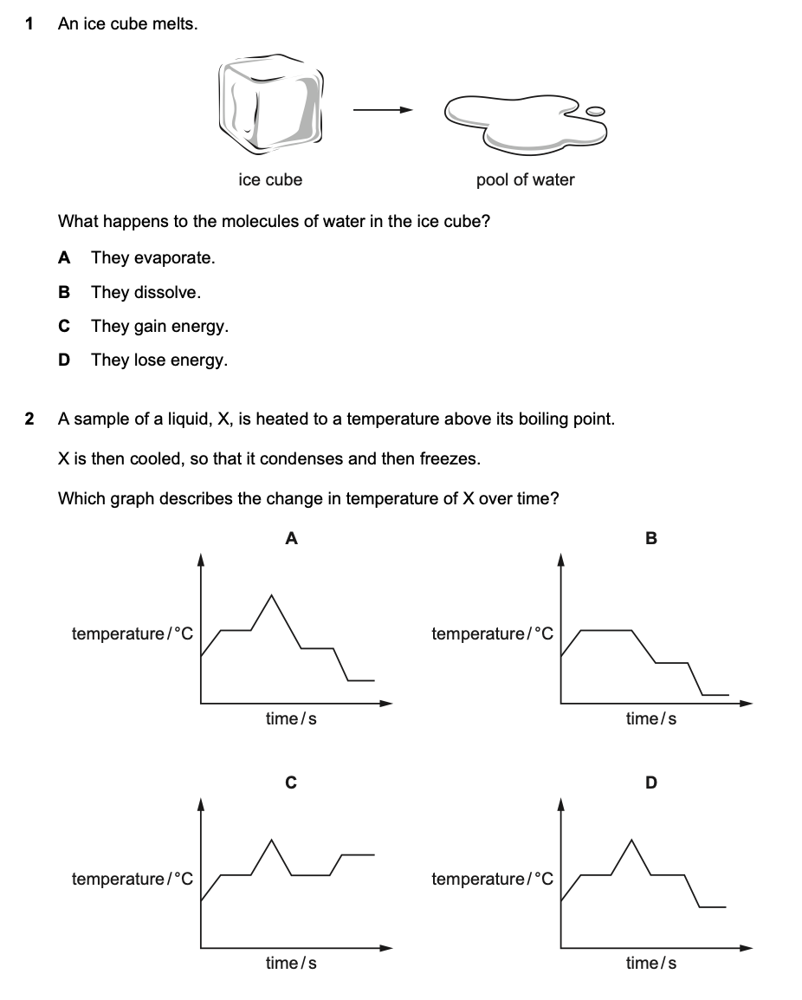 1 An ice cube melts.
ice cube pool of water
What happens to the molecules of water in the ice cube?
A They evaporate.
B They dissolve.
C They gain energy.
D They lose energy.
2 A sample of a liquid, X, is heated to a temperature above its boiling point.
X is then cooled, so that it condenses and then freezes.
Which graph describes the change in temperature of X over time?
A B
temperature / °C temperature / °C
time / s time / s
C D
temperature / °C temperature / °C
time / s time / s